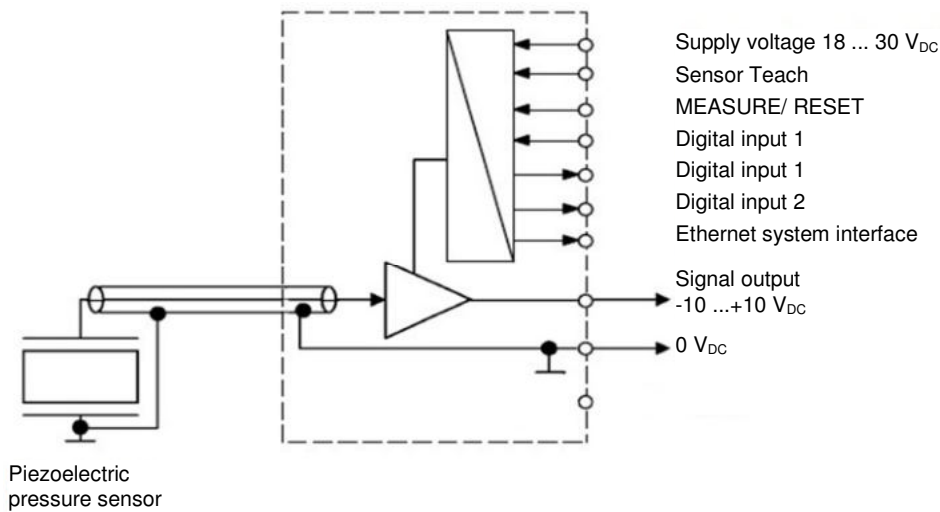 Supply voltage 18 ... 30 VDC
Sensor Teach
MEASURE/ RESET
Digital input 1
Digital input 1
Digital input 2
Ethernet system interface
Signal output
-10 ...+10 VDC
0 VDC
Piezoelectric
pressure sensor